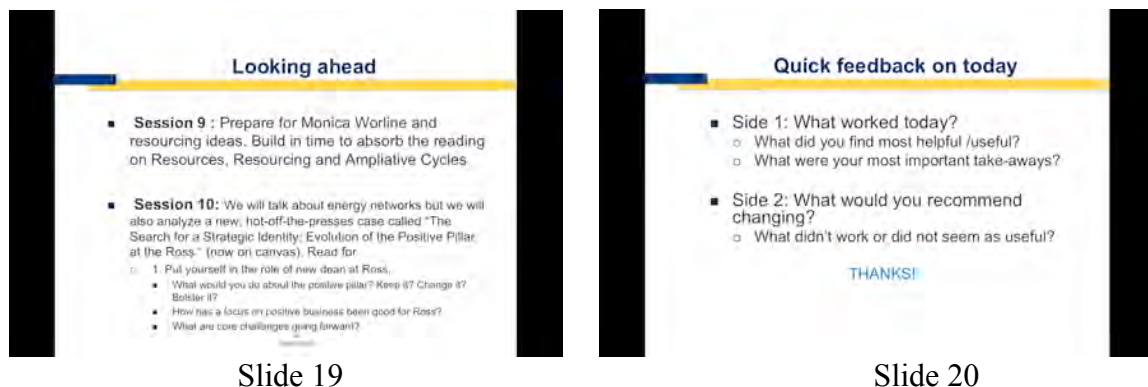 Looking ahead
Session 9 : Prepare for Monica Worline and
resourcing ideas. Build in time to absorb the reading
on Resources, Resourcing and Ampliative Cycles
Session 10: We will talk about energy networks but we will
also analyze a new, hot-off-the-presses case called "The
Search for a Strategic Identity: Evolution of the Positive Pillar
at the Ross." (now on canvas). Read for
1. Put yourself in the role of new dean at Ross.
What would you do about the positive pillar? Keep it? Change it?
Bolster it?
How has a focus on positive business been good for Ross?
What are core challenges going forward?
Slide 19
Quick feedback on today
Side 1: What worked today?
What did you find most helpful /useful?
What were your most important take-aways?
Side 2: What would you recommend
changing?
What didn't work or did not seem as useful?
THANKS!
Slide 20